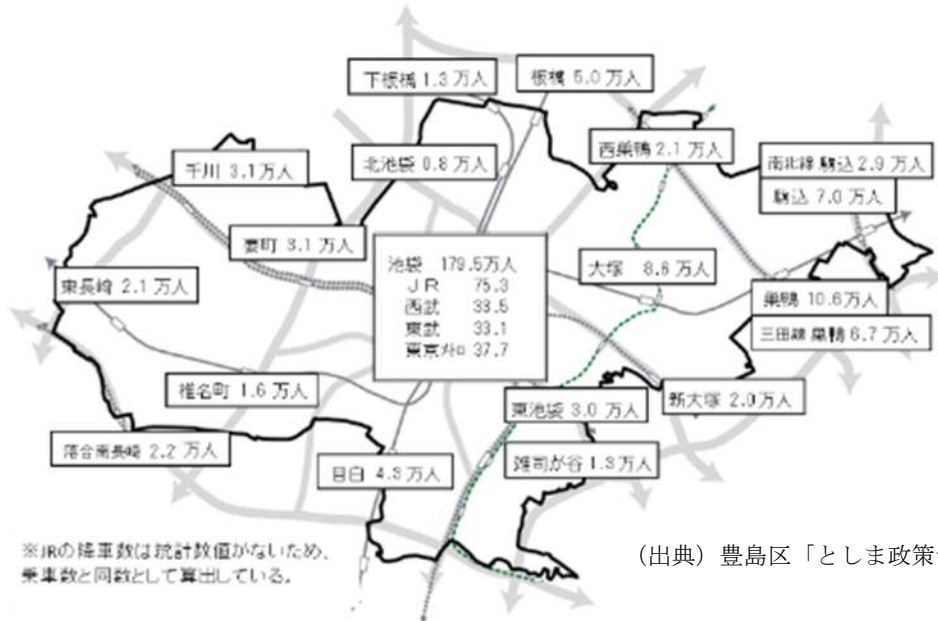 下板橋 1.3 万人
板橋 5.0 万人
千川 3.1万人
北池袋 0.8 万人
西巣鴨 2.1 万人
南北線 駒込 2.9 万人
駒込 7.0 万人
要町 3.1万人
池袋 179.5万人
JR 75.3
西武 33.5
東武 33.1
東京メトロ 37.7
大塚 8.6 万人
東長崎 2.1 万人
巣鴨 10.6万人
三田線 巣鴨 6.7 万人
椎名町 1.6 万人
東池袋 3.0 万人
新大塚 2.0万人
落合南長崎 2.2 万人
目白 4.3 万人
雑司が谷 1.3万人
※JRの降車数は統計数値がないため、
乗車数と同数として算出している。
(出典)豊島区「としま政策